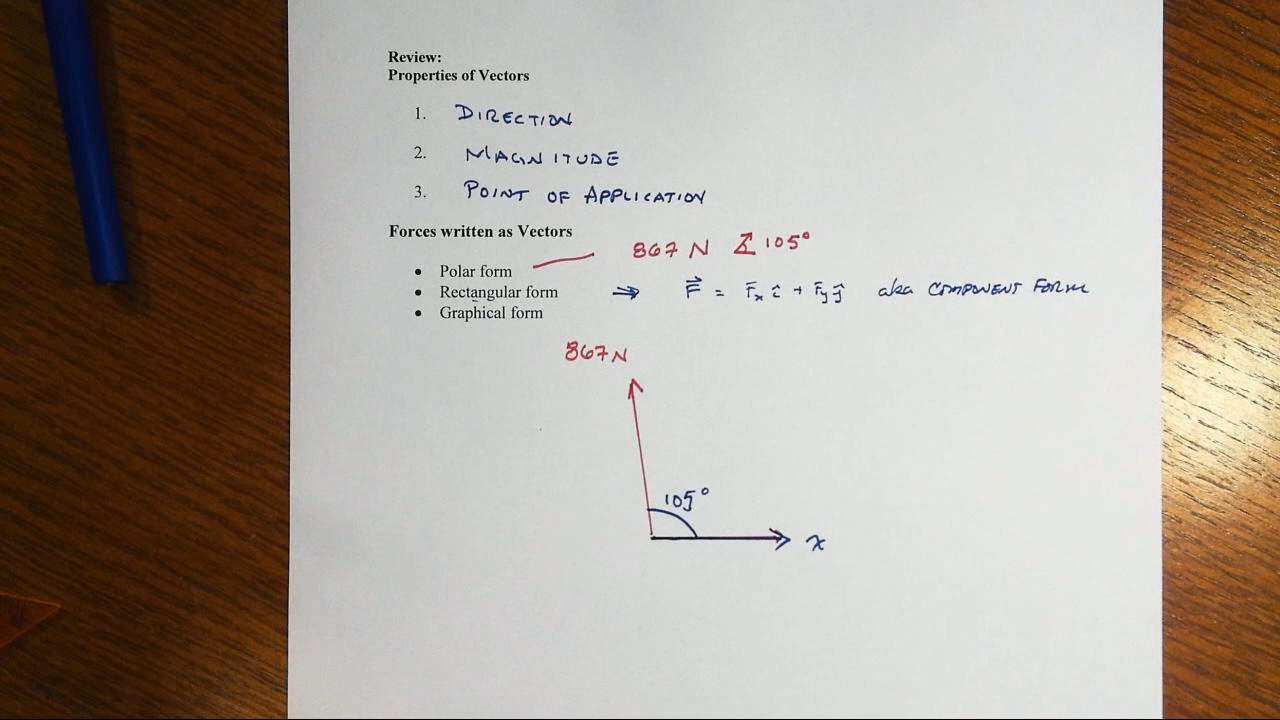 Review:
Properties of Vectors
1. DIRECTION
2. MAGNITUDE
3. POINT OF APPLICATION
Forces written as Vectors
867 N ∡ 105°
• Polar form
• Rectangular form ⇒ F⃗ = Fₓ î + Fᵧ ĵ aka COMPONENT FORM
• Graphical form
867 N
105°
x